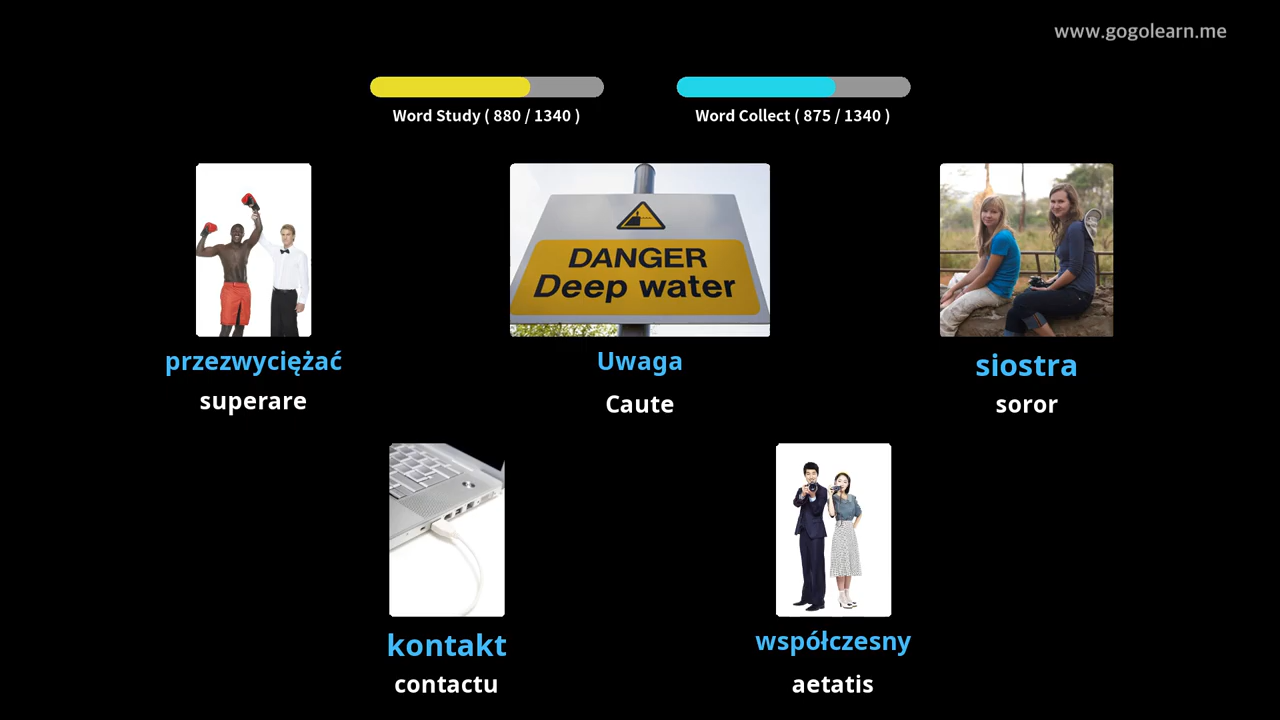 www.gogolearn.me
Word Study ( 880 / 1340 )
Word Collect ( 875 / 1340 )
DANGER
Deep water
przezwyciężać
superare
Uwaga
Caute
siostra
soror
kontakt
contactu
współczesny
aetatis